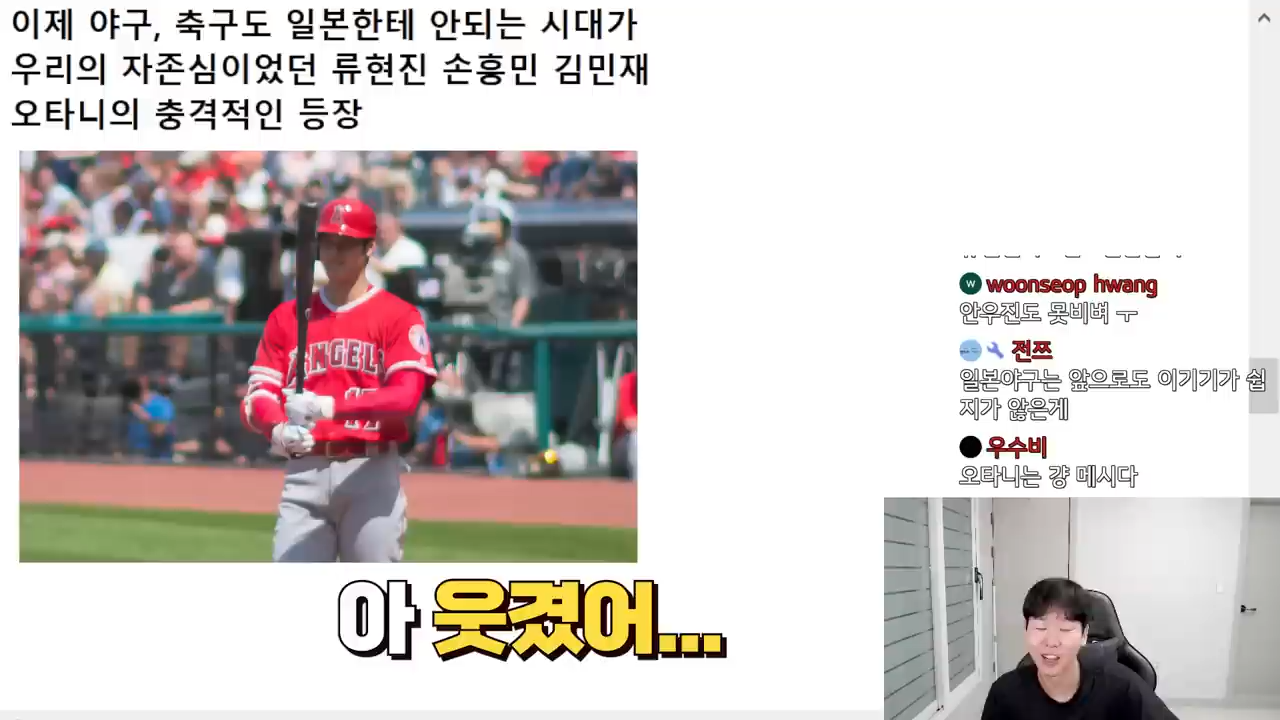 이제 야구, 축구도 일본한테 안되는 시대가
우리의 자존심이었던 류현진 손흥민 김민재
오타니의 충격적인 등장
A
ANGELS
A
W woonseop hwang
안우진도 못비벼 ㅜ
전쯔
일본야구는 앞으로도 이기기가 쉽
지가 않은게
우수비
오타니는 걍 메시다
아 웃겼어...